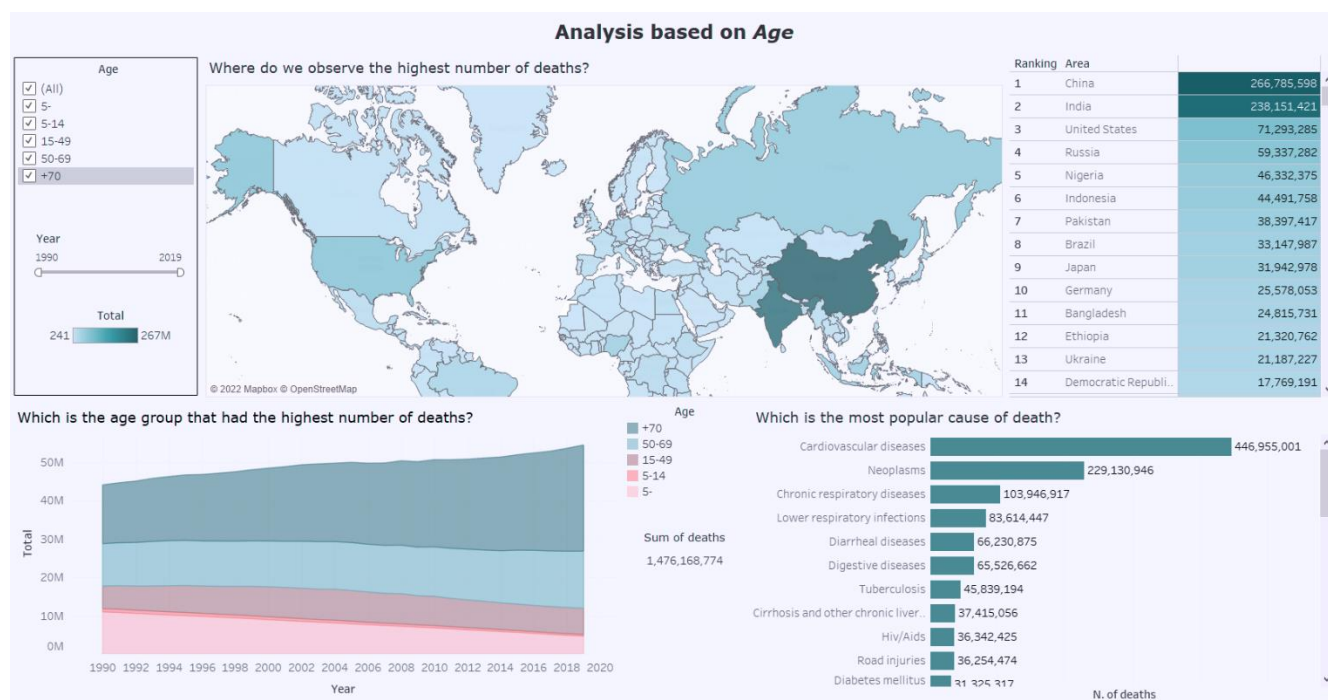 Analysis based on Age
Age
(All)
5-
5-14
15-49
50-69
+70
Year
1990 2019
Total
241 267M
Where do we observe the highest number of deaths?
© 2022 Mapbox © OpenStreetMap
Ranking Area
1 China 266,785,598
2 India 238,151,421
3 United States 71,293,285
4 Russia 59,337,282
5 Nigeria 46,332,375
6 Indonesia 44,491,758
7 Pakistan 38,397,417
8 Brazil 33,147,987
9 Japan 31,942,978
10 Germany 25,578,053
11 Bangladesh 24,815,731
12 Ethiopia 21,320,762
13 Ukraine 21,187,227
14 Democratic Republi.. 17,769,191
Which is the age group that had the highest number of deaths?
Total
50M
40M
30M
20M
10M
0M
1990 1992 1994 1996 1998 2000 2002 2004 2006 2008 2010 2012 2014 2016 2018 2020
Year
Age
+70
50-69
15-49
5-14
5-
Sum of deaths
1,476,168,774
Which is the most popular cause of death?
Cardiovascular diseases 446,955,001
Neoplasms 229,130,946
Chronic respiratory diseases 103,946,917
Lower respiratory infections 83,614,447
Diarrheal diseases 66,230,875
Digestive diseases 65,526,662
Tuberculosis 45,839,194
Cirrhosis and other chronic liver.. 37,415,056
Hiv/Aids 36,342,425
Road injuries 36,254,474
Diabetes mellitus 31,325,317
N. of deaths